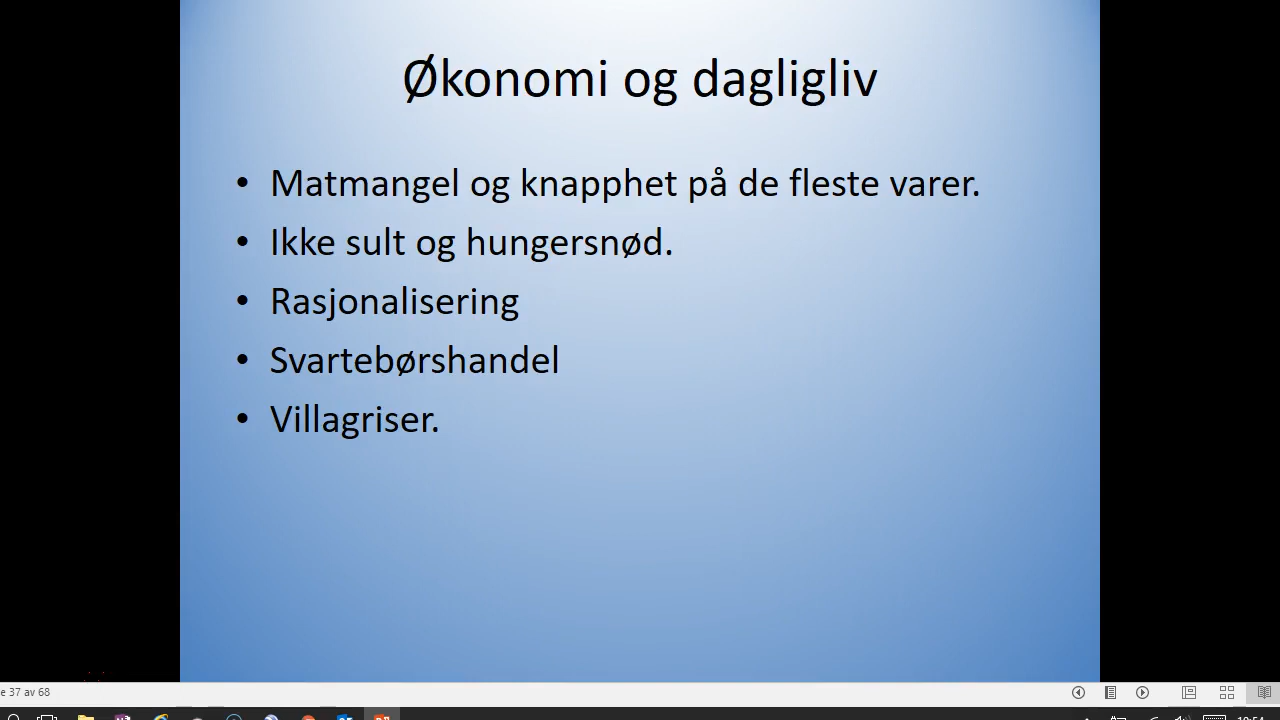 Økonomi og dagligliv
• Matmangel og knapphet på de fleste varer.
• Ikke sult og hungersnød.
• Rasjonalisering
• Svartebørshandel
• Villagriser.
e 37 av 68